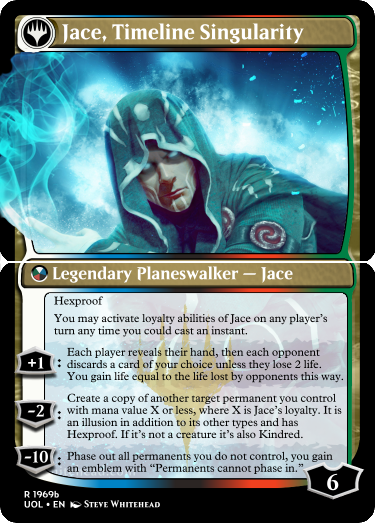 Jace, Timeline Singularity
Legendary Planeswalker — Jace
Hexproof
You may activate loyalty abilities of Jace on any player's
turn any time you could cast an instant.
+1: Each player reveals their hand, then each opponent
discards a card of your choice unless they lose 2 life.
You gain life equal to the life lost by opponents this way.
-2: Create a copy of another target permanent you control
with mana value X or less, where X is Jace's loyalty. It is
an illusion in addition to its other types and has
Hexproof. If it's not a creature it's also Kindred.
-10: Phase out all permanents you do not control, you gain
an emblem with “Permanents cannot phase in.”
6
R 1969b
UOL • EN Steve Whitehead